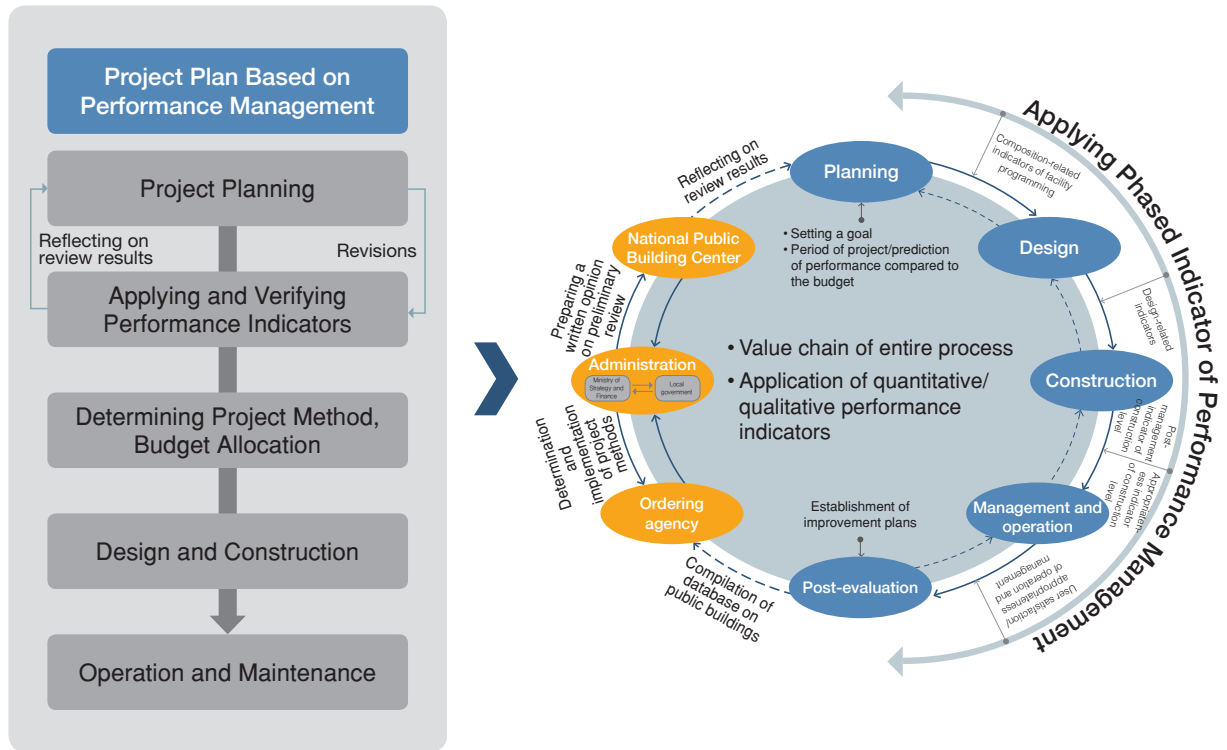 Project Plan Based on
Performance Management
Project Planning
Reflecting on
review results
Revisions
Applying and Verifying
Performance Indicators
Determining Project Method,
Budget Allocation
Design and Construction
Operation and Maintenance
Applying Phased Indicator of Performance Management
Reflecting on
review results
Planning
Composition-related
indicators of facility
programming
• Setting a goal
• Period of project/prediction
of performance compared to
the budget
National Public
Building Center
Design
Design-related
indicators
Preparing a
written opinion
on preliminary
review
• Value chain of entire process
• Application of quantitative/
qualitative performance
indicators
Administration
Ministry of
Strategy and
Finance
Local
government
Construction
Post-
management
indicator of
construction
level
Determination
and
implementation
of project
methods
Appropriaten-
ess indicator
of construction
level
Ordering
agency
Establishment of
improvement plans
Management and
operation
User satisfaction/
appropriateness
of operation and
management
Post-evaluation
Compilation of
database on
public buildings